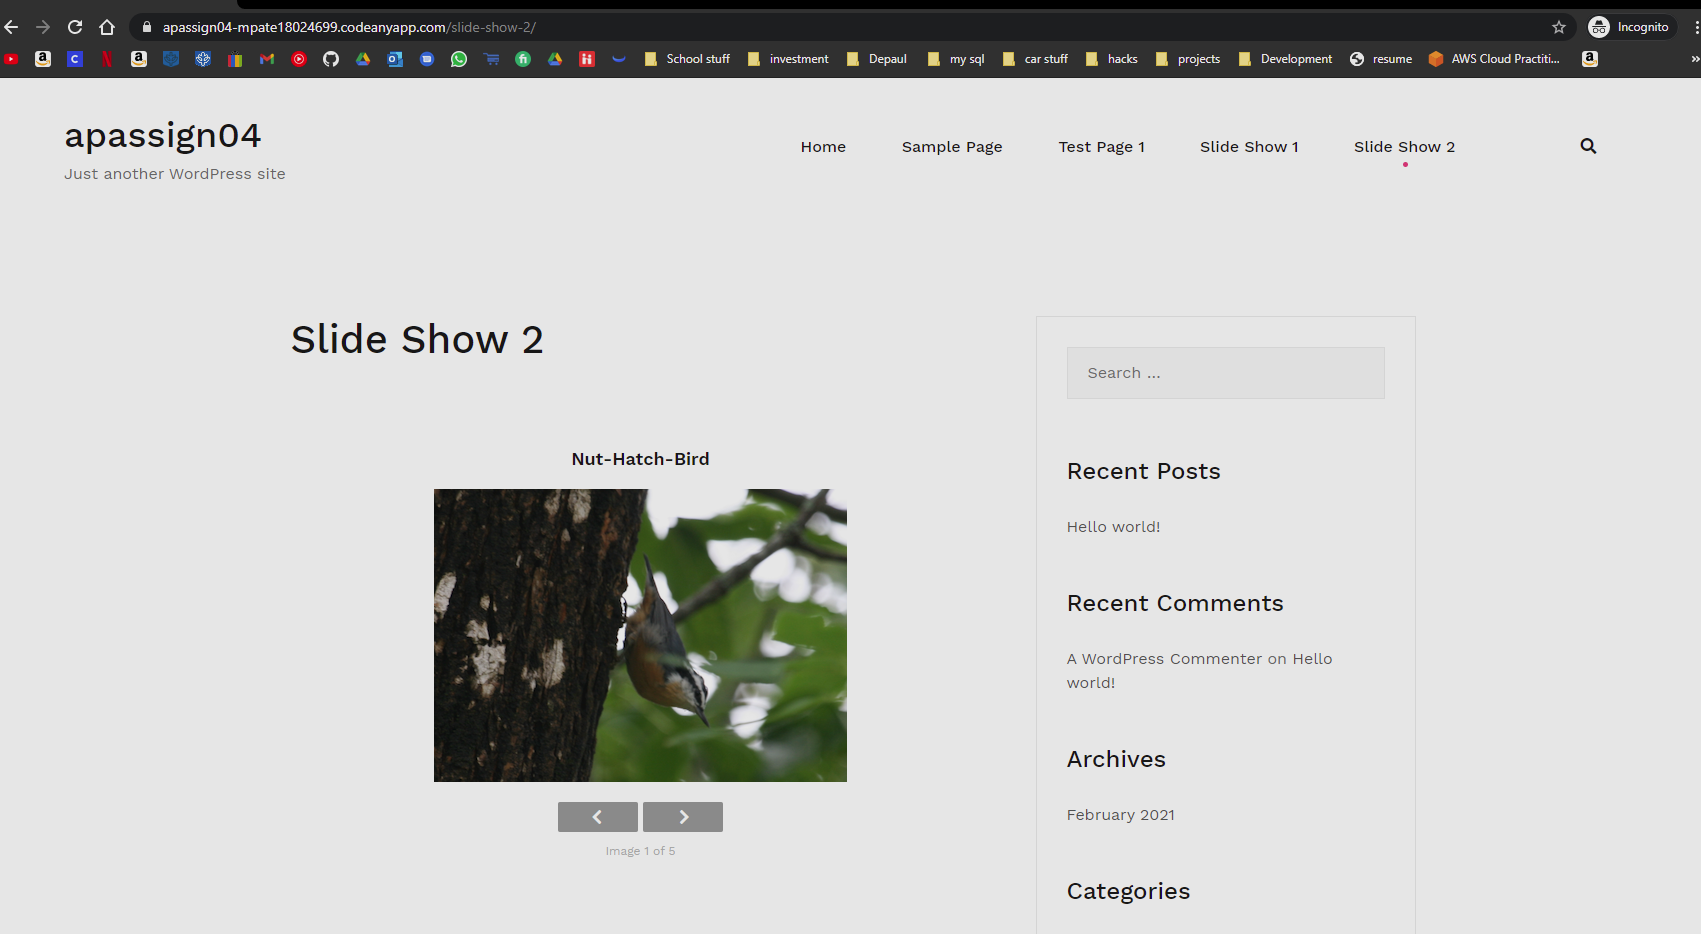 apassign04-mpate18024699.codeanyapp.com/slide-show-2/
Incognito
School stuff investment Depaul my sql car stuff hacks projects Development resume AWS Cloud Practiti...
apassign04
Just another WordPress site
Home Sample Page Test Page 1 Slide Show 1 Slide Show 2
Slide Show 2
Nut-Hatch-Bird
Image 1 of 5
Search ...
Recent Posts
Hello world!
Recent Comments
A WordPress Commenter on Hello
world!
Archives
February 2021
Categories